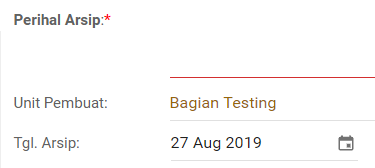 Perihal Arsip:*
Unit Pembuat: Bagian Testing
Tgl. Arsip: 27 Aug 2019